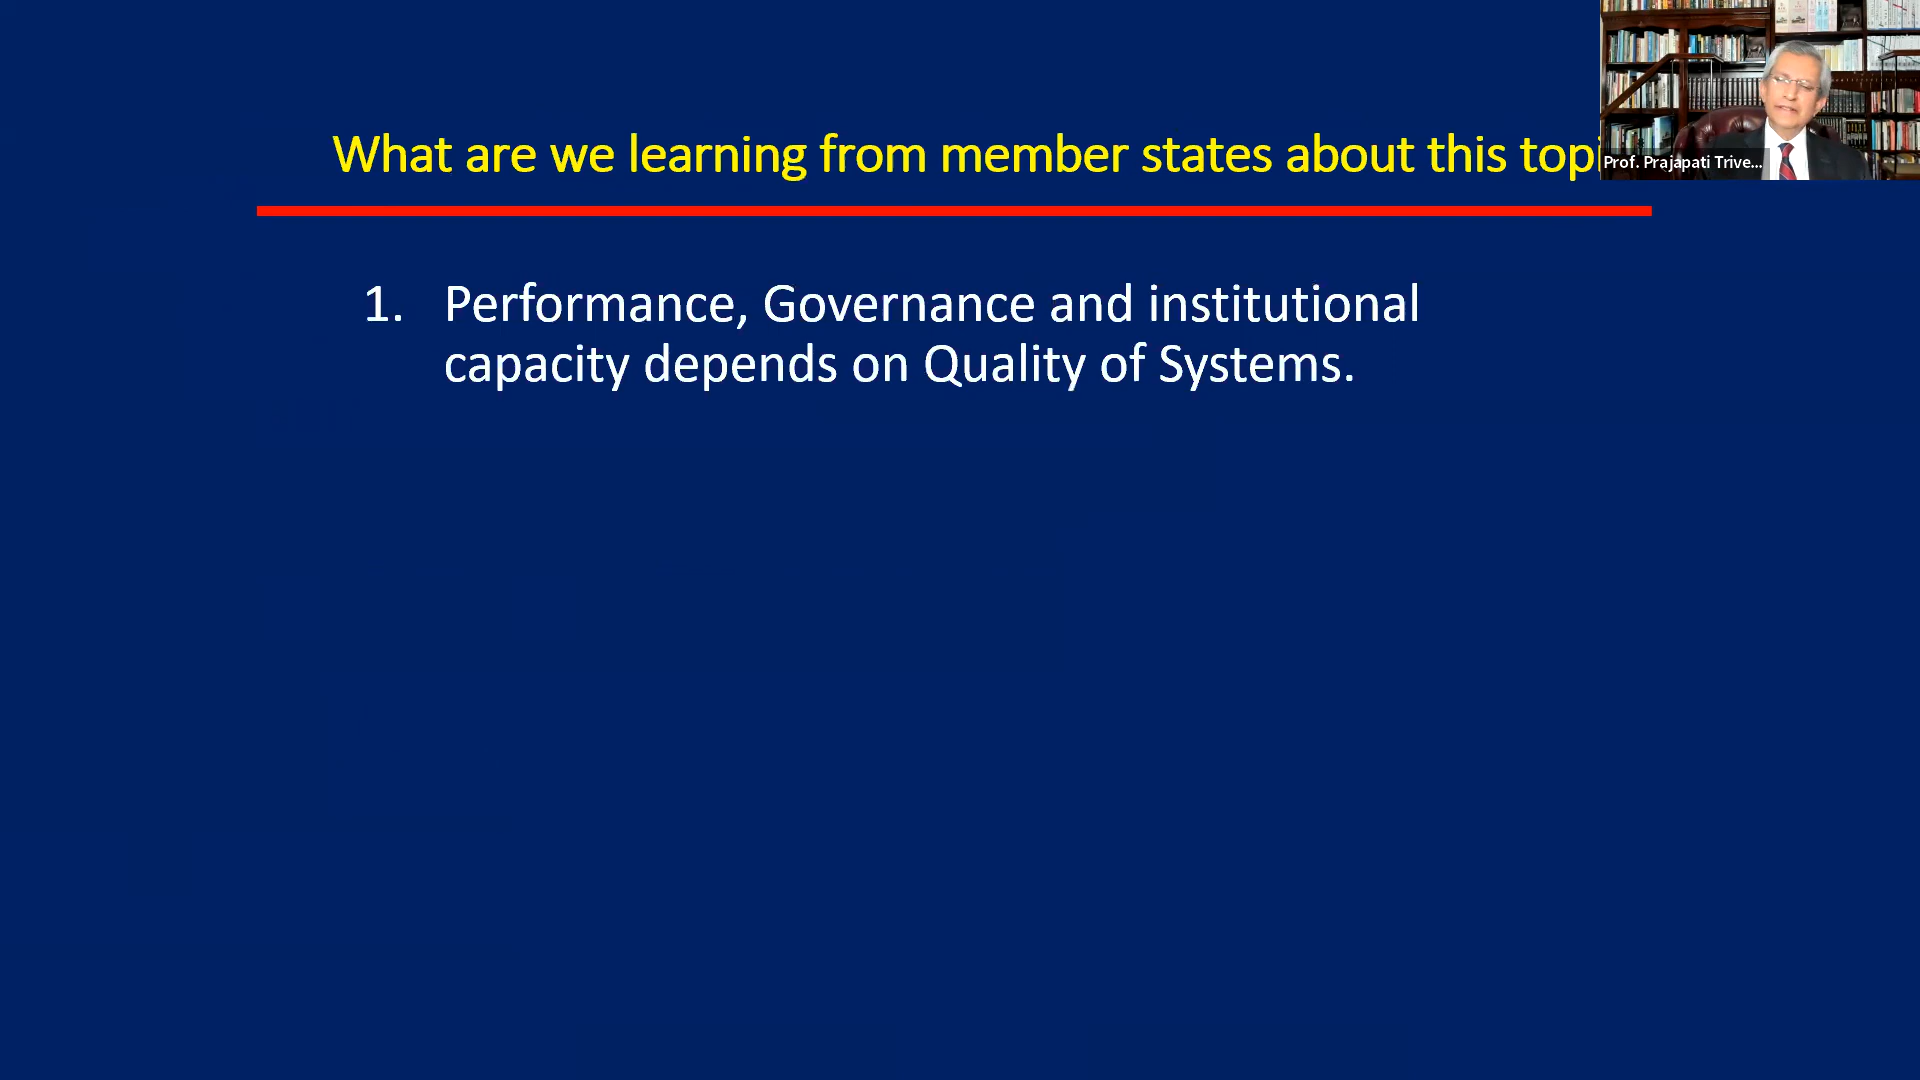 What are we learning from member states about this topi
Prof. Prajapati Trive...
1. Performance, Governance and institutional
capacity depends on Quality of Systems.